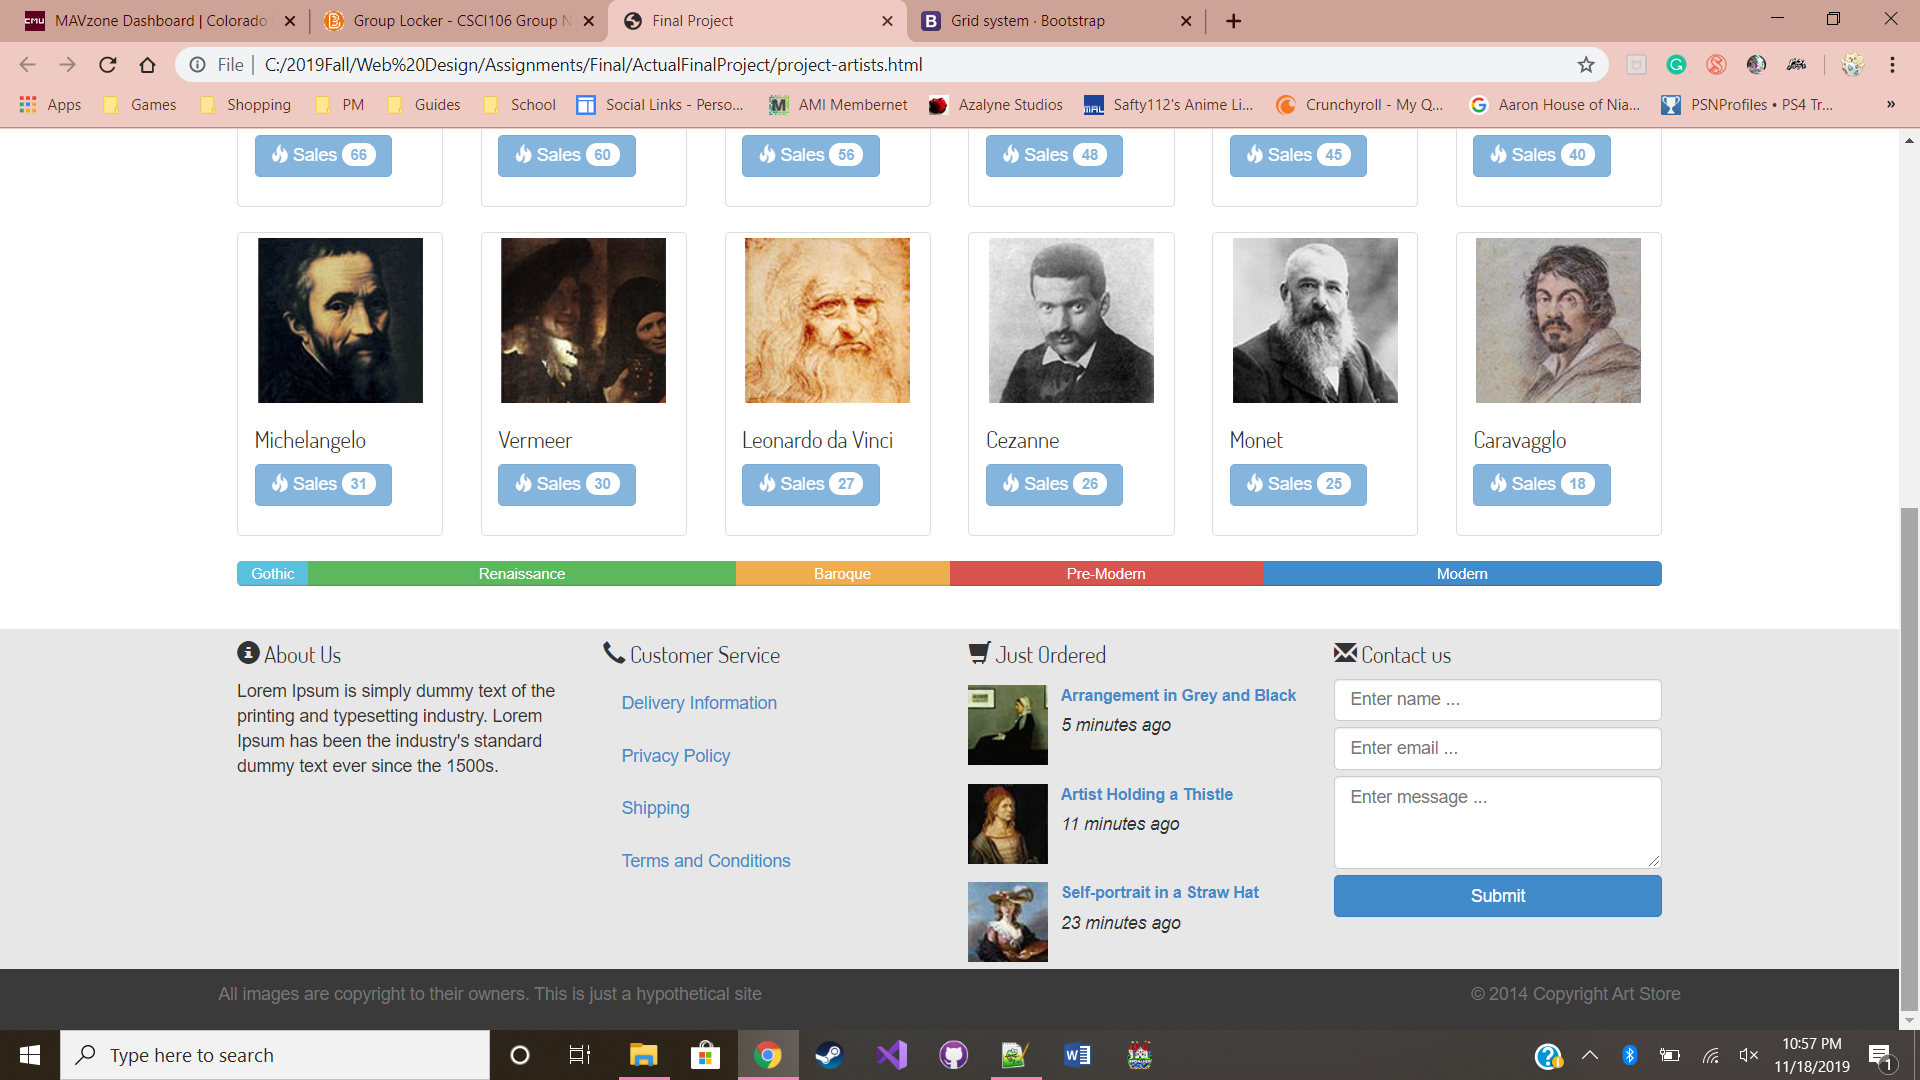 MAVzone Dashboard | Colorado
Group Locker - CSCI106 Group N
Final Project
Grid system · Bootstrap
File | C:/2019Fall/Web%20Design/Assignments/Final/ActualFinalProject/project-artists.html
Apps Games Shopping PM Guides School Social Links - Perso... AMI Membernet Azalyne Studios Safty112's Anime Li... Crunchyroll - My Q... Aaron House of Nia... PSNProfiles • PS4 Tr... »
Sales 66 Sales 60 Sales 56 Sales 48 Sales 45 Sales 40
Michelangelo Vermeer Leonardo da Vinci Cezanne Monet Caravagglo
Sales 31 Sales 30 Sales 27 Sales 26 Sales 25 Sales 18
Gothic Renaissance Baroque Pre-Modern Modern
About Us
Lorem Ipsum is simply dummy text of the
printing and typesetting industry. Lorem
Ipsum has been the industry's standard
dummy text ever since the 1500s.
Customer Service
Delivery Information
Privacy Policy
Shipping
Terms and Conditions
Just Ordered
Arrangement in Grey and Black
5 minutes ago
Artist Holding a Thistle
11 minutes ago
Self-portrait in a Straw Hat
23 minutes ago
Contact us
Enter name ...
Enter email ...
Enter message ...
Submit
All images are copyright to their owners. This is just a hypothetical site
© 2014 Copyright Art Store
Type here to search
10:57 PM
11/18/2019
1